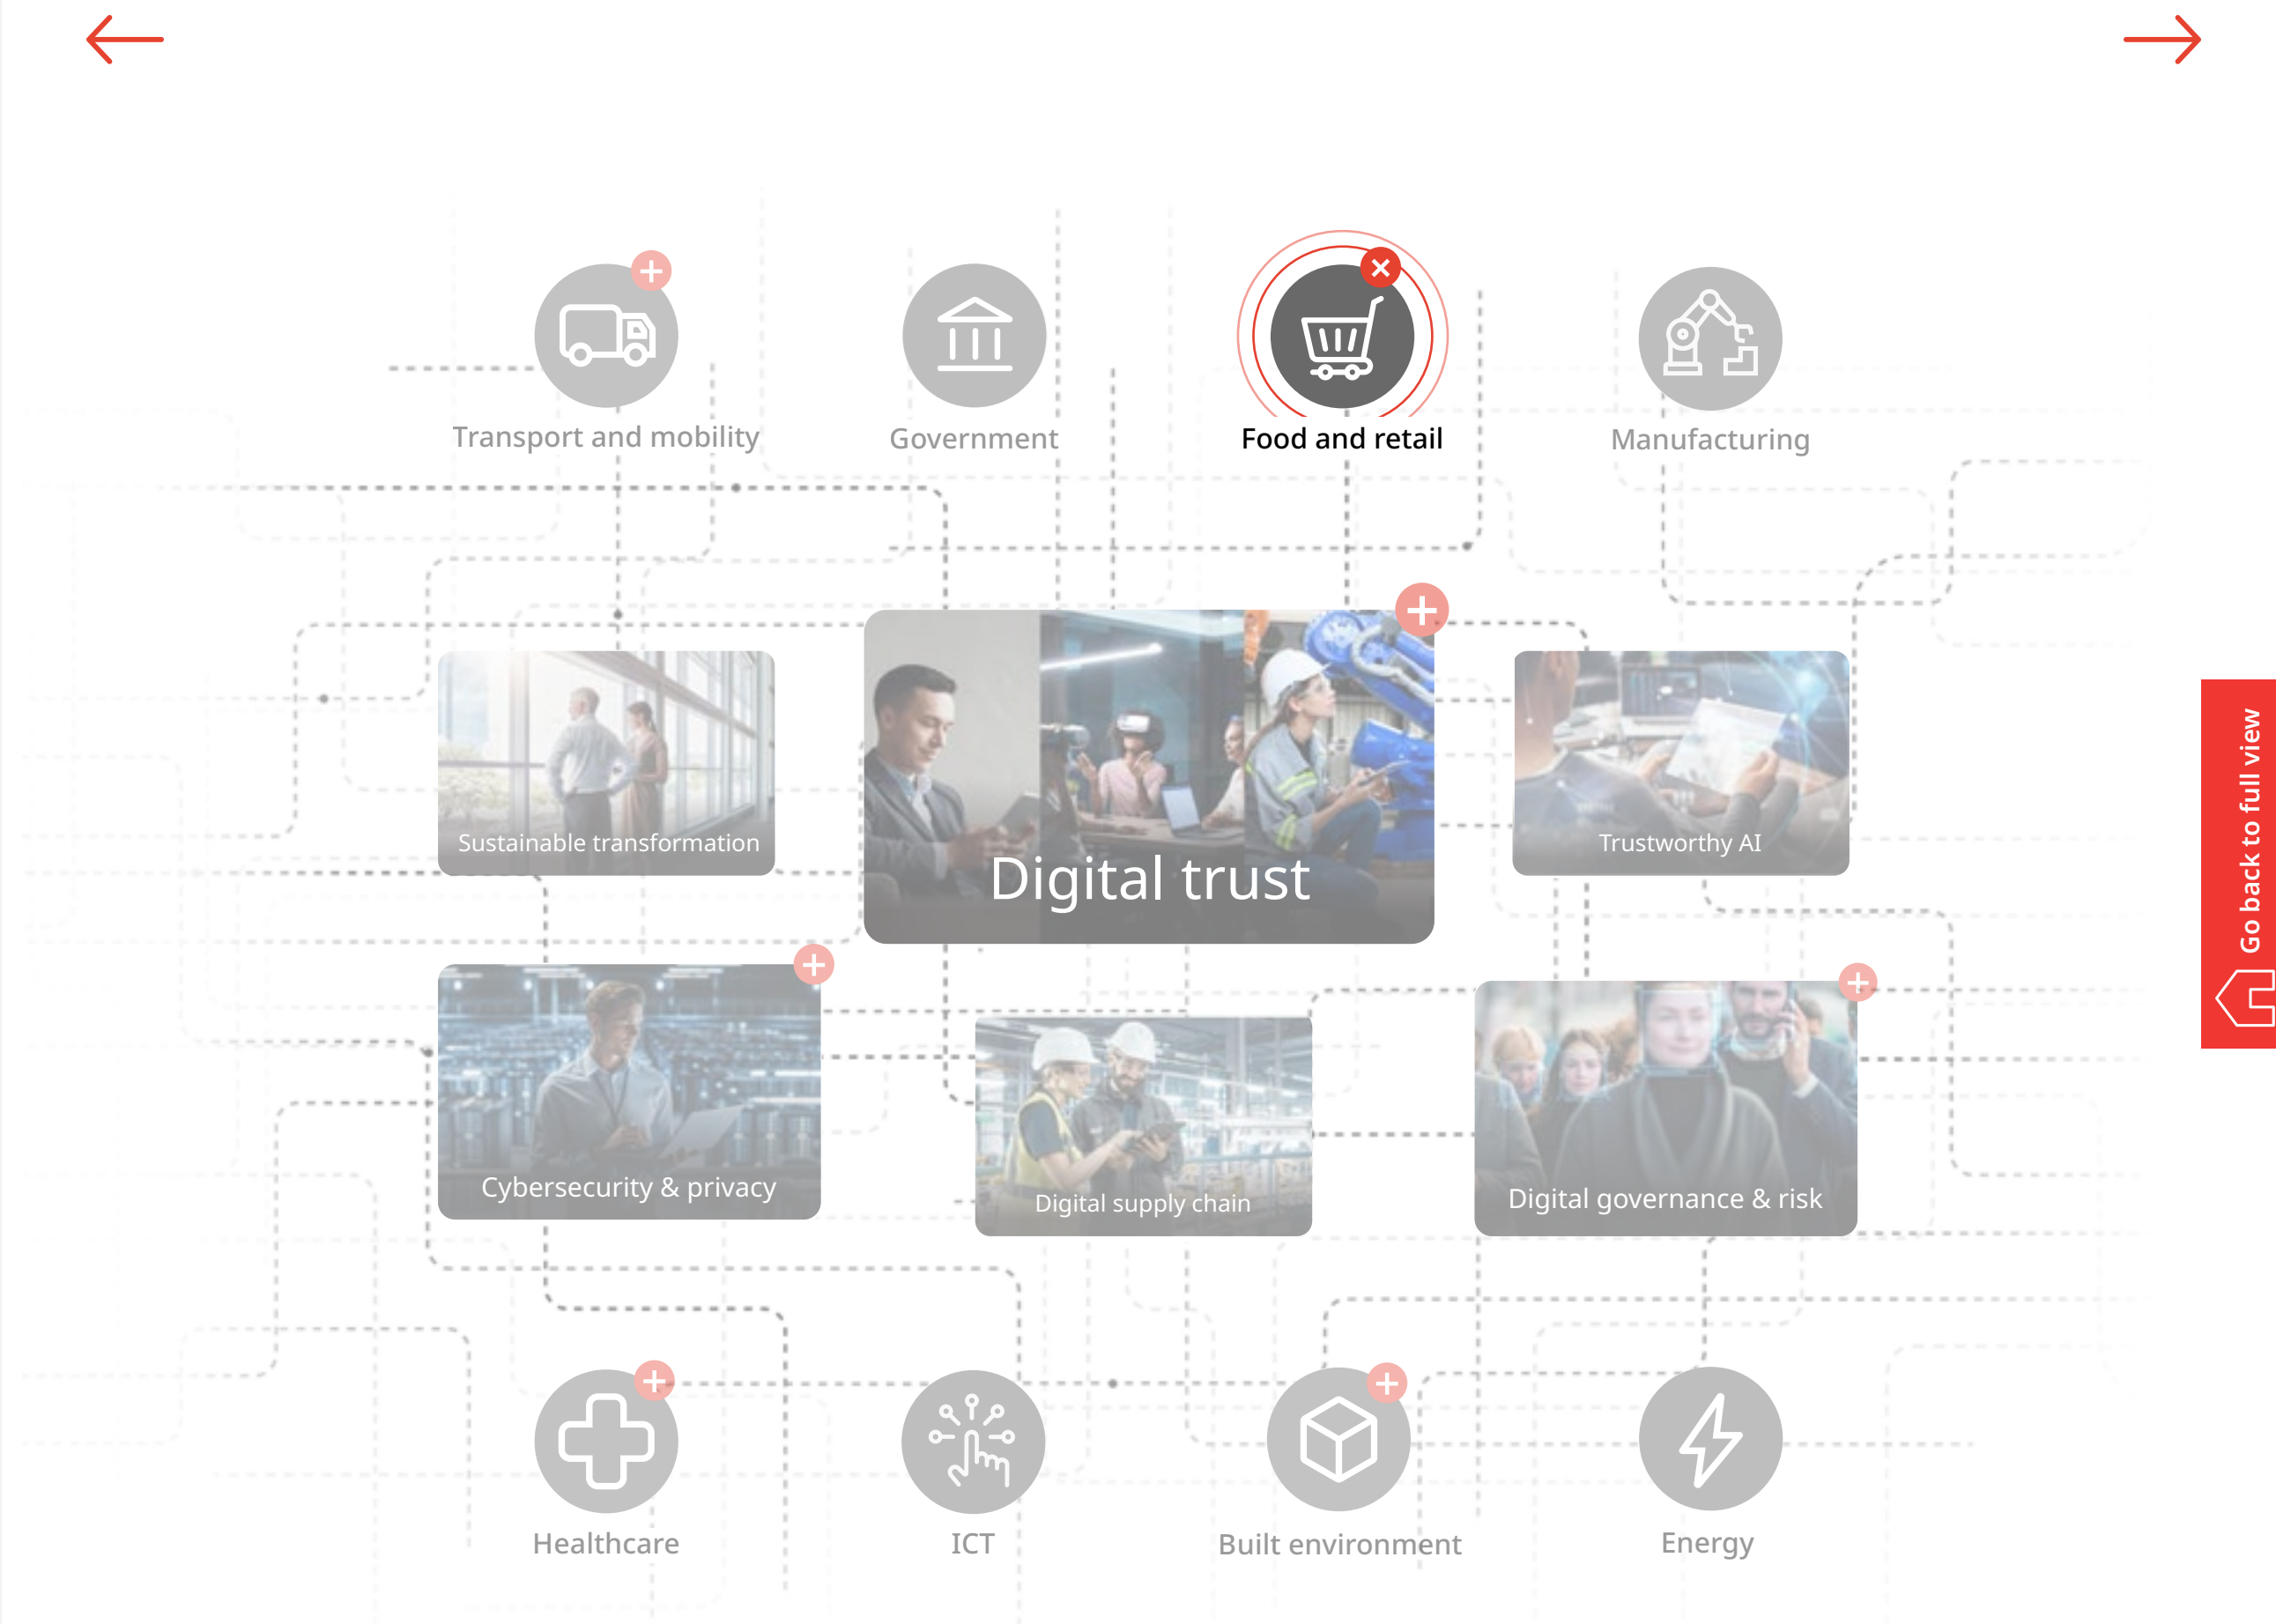 Transport and mobility
Government
Food and retail
Manufacturing
Sustainable transformation
Digital trust
Trustworthy AI
Go back to full view
Cybersecurity & privacy
Digital supply chain
Digital governance & risk
Healthcare
ICT
Built environment
Energy